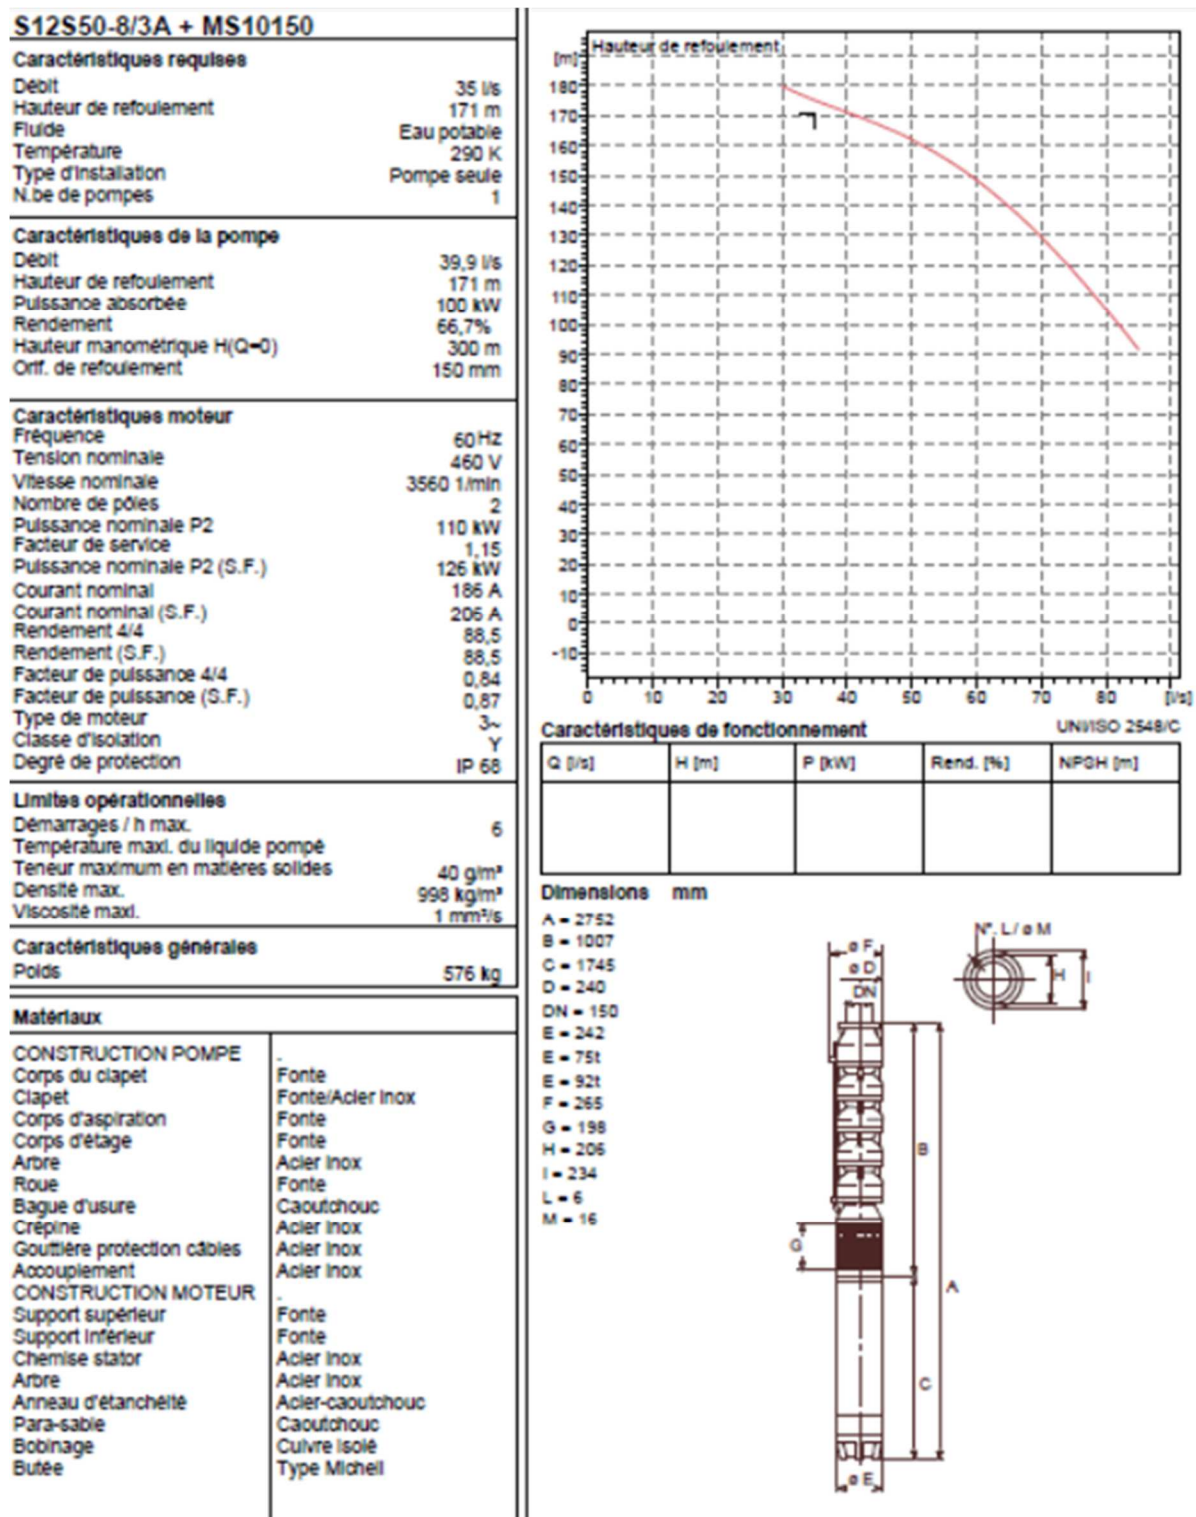 S12S50-8/3A + MS10150
Caractéristiques requises
Débit 35 l/s
Hauteur de refoulement 171 m
Fluide Eau potable
Température 290 K
Type d'installation Pompe seule
N.be de pompes 1
Caractéristiques de la pompe
Débit 39,9 l/s
Hauteur de refoulement 171 m
Puissance absorbée 100 kW
Rendement 66,7%
Hauteur manométrique H(Q=0) 300 m
Orif. de refoulement 150 mm
Caractéristiques moteur
Fréquence 60 Hz
Tension nominale 460 V
Vitesse nominale 3560 1/min
Nombre de pôles 2
Puissance nominale P2 110 kW
Facteur de service 1,15
Puissance nominale P2 (S.F.) 126 kW
Courant nominal 186 A
Courant nominal (S.F.) 206 A
Rendement 4/4 88,5
Rendement (S.F.) 88,5
Facteur de puissance 4/4 0,84
Facteur de puissance (S.F.) 0,87
Type de moteur 3~
Classe d'isolation Y
Degré de protection IP 68
Limites opérationnelles
Démarrages / h max. 6
Température maxi. du liquide pompé
Teneur maximum en matières solides 40 g/m³
Densité max. 998 kg/m³
Viscosité maxi. 1 mm²/s
Caractéristiques générales
Poids 576 kg
Matériaux
CONSTRUCTION POMPE .
Corps du clapet Fonte
Clapet Fonte/Acier inox
Corps d'aspiration Fonte
Corps d'étage Fonte
Arbre Acier inox
Roue Fonte
Bague d'usure Caoutchouc
Crépine Acier inox
Gouttière protection câbles Acier inox
Accouplement Acier inox
CONSTRUCTION MOTEUR .
Support supérieur Fonte
Support inférieur Fonte
Chemise stator Acier inox
Arbre Acier inox
Anneau d'étanchéité Acier-caoutchouc
Para-sable Caoutchouc
Bobinage Cuivre isolé
Butée Type Michell
[m] Hauteur de refoulement
180
170
160
150
140
130
120
110
100
90
80
70
60
50
40
30
20
10
0
-10
0 10 20 30 40 50 60 70 80 [l/s]
Caractéristiques de fonctionnement UNI/ISO 2548/C
Q [l/s] H [m] P [kW] Rend. [%] NPSH [m]
Dimensions mm
A = 2752
B = 1007
C = 1745
D = 240
DN = 150
E = 242
E = 75t
E = 92t
F = 265
G = 198
H = 206
I = 234
L = 6
M = 16
ø F
ø D
DN
N°. L / ø M
H
I
B
G
A
C
ø E